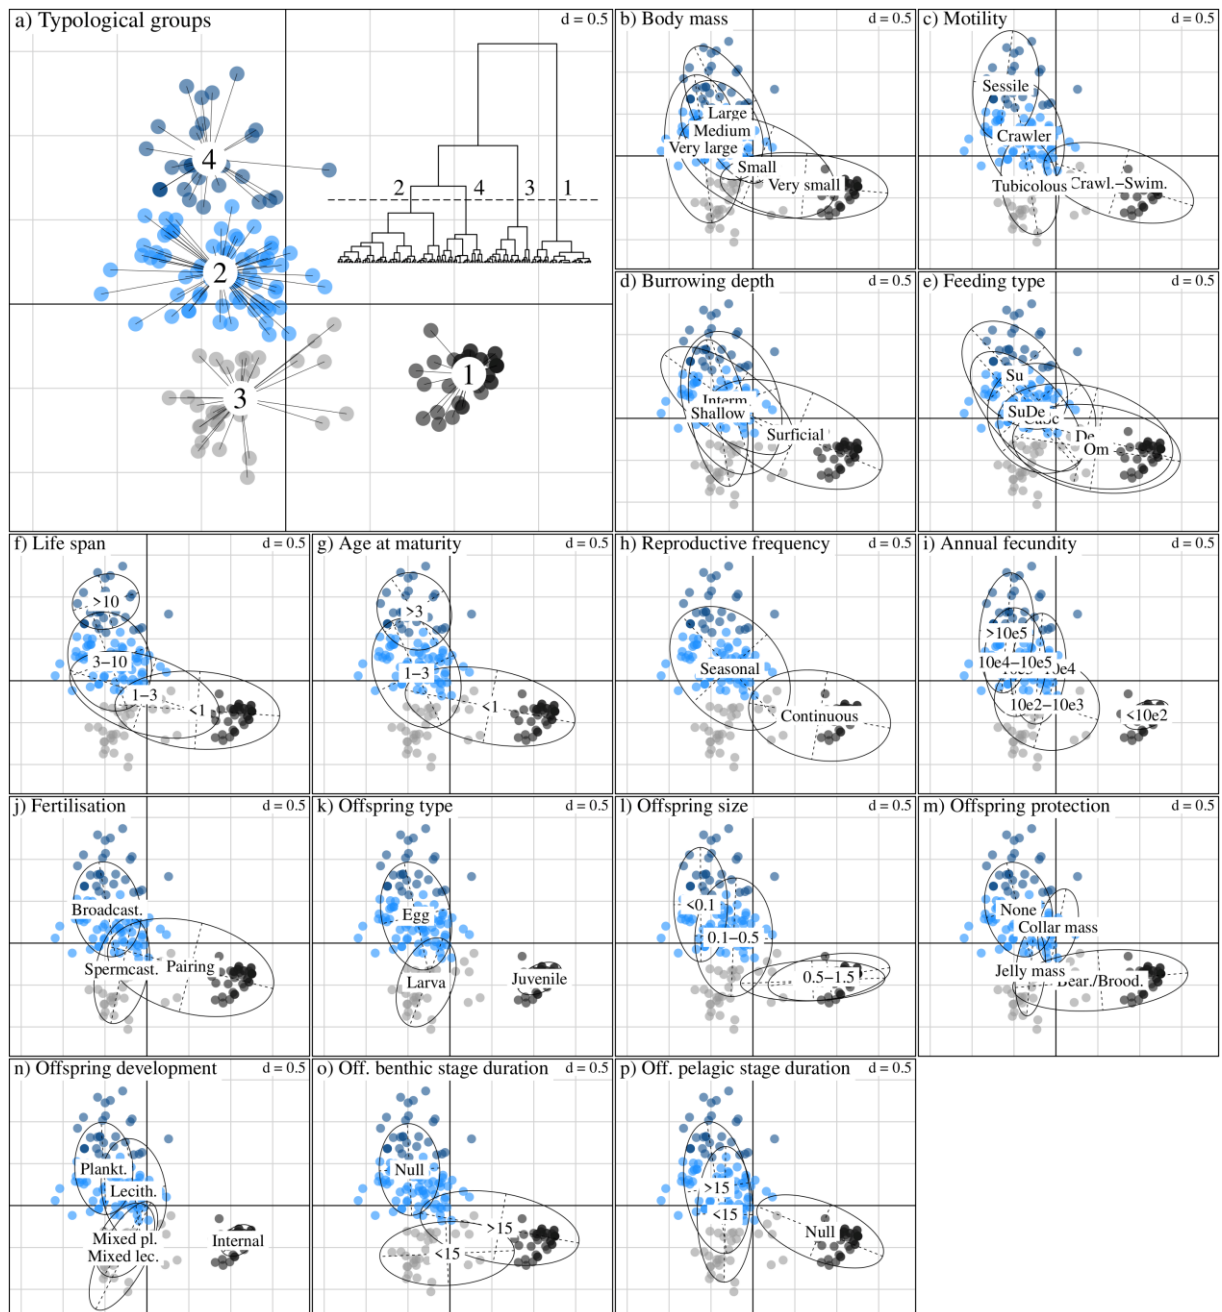 a) Typological groups
d = 0.5
4
2
3
1
2
4
3
1
b) Body mass
d = 0.5
Large
Medium
Very large
Small
Very small
c) Motility
d = 0.5
Sessile
Crawler
Tubicolous
Crawl.−Swim.
d) Burrowing depth
d = 0.5
Interm.
Shallow
Surficial
e) Feeding type
d = 0.5
Su
SuDe
De
Om
f) Life span
d = 0.5
>10
3−10
1−3
<1
g) Age at maturity
d = 0.5
>3
1−3
<1
h) Reproductive frequency
d = 0.5
Seasonal
Continuous
i) Annual fecundity
d = 0.5
>10e5
10e4−10e5
10e2−10e3
<10e2
j) Fertilisation
d = 0.5
Broadcast.
Spermcast.
Pairing
k) Offspring type
d = 0.5
Egg
Larva
Juvenile
l) Offspring size
d = 0.5
<0.1
0.1−0.5
0.5−1.5
m) Offspring protection
d = 0.5
None
Collar mass
Jelly mass
Bear./Brood.
n) Offspring development
d = 0.5
Plankt.
Lecith.
Mixed pl.
Mixed lec.
Internal
o) Off. benthic stage duration
d = 0.5
Null
>15
<15
p) Off. pelagic stage duration
d = 0.5
>15
<15
Null